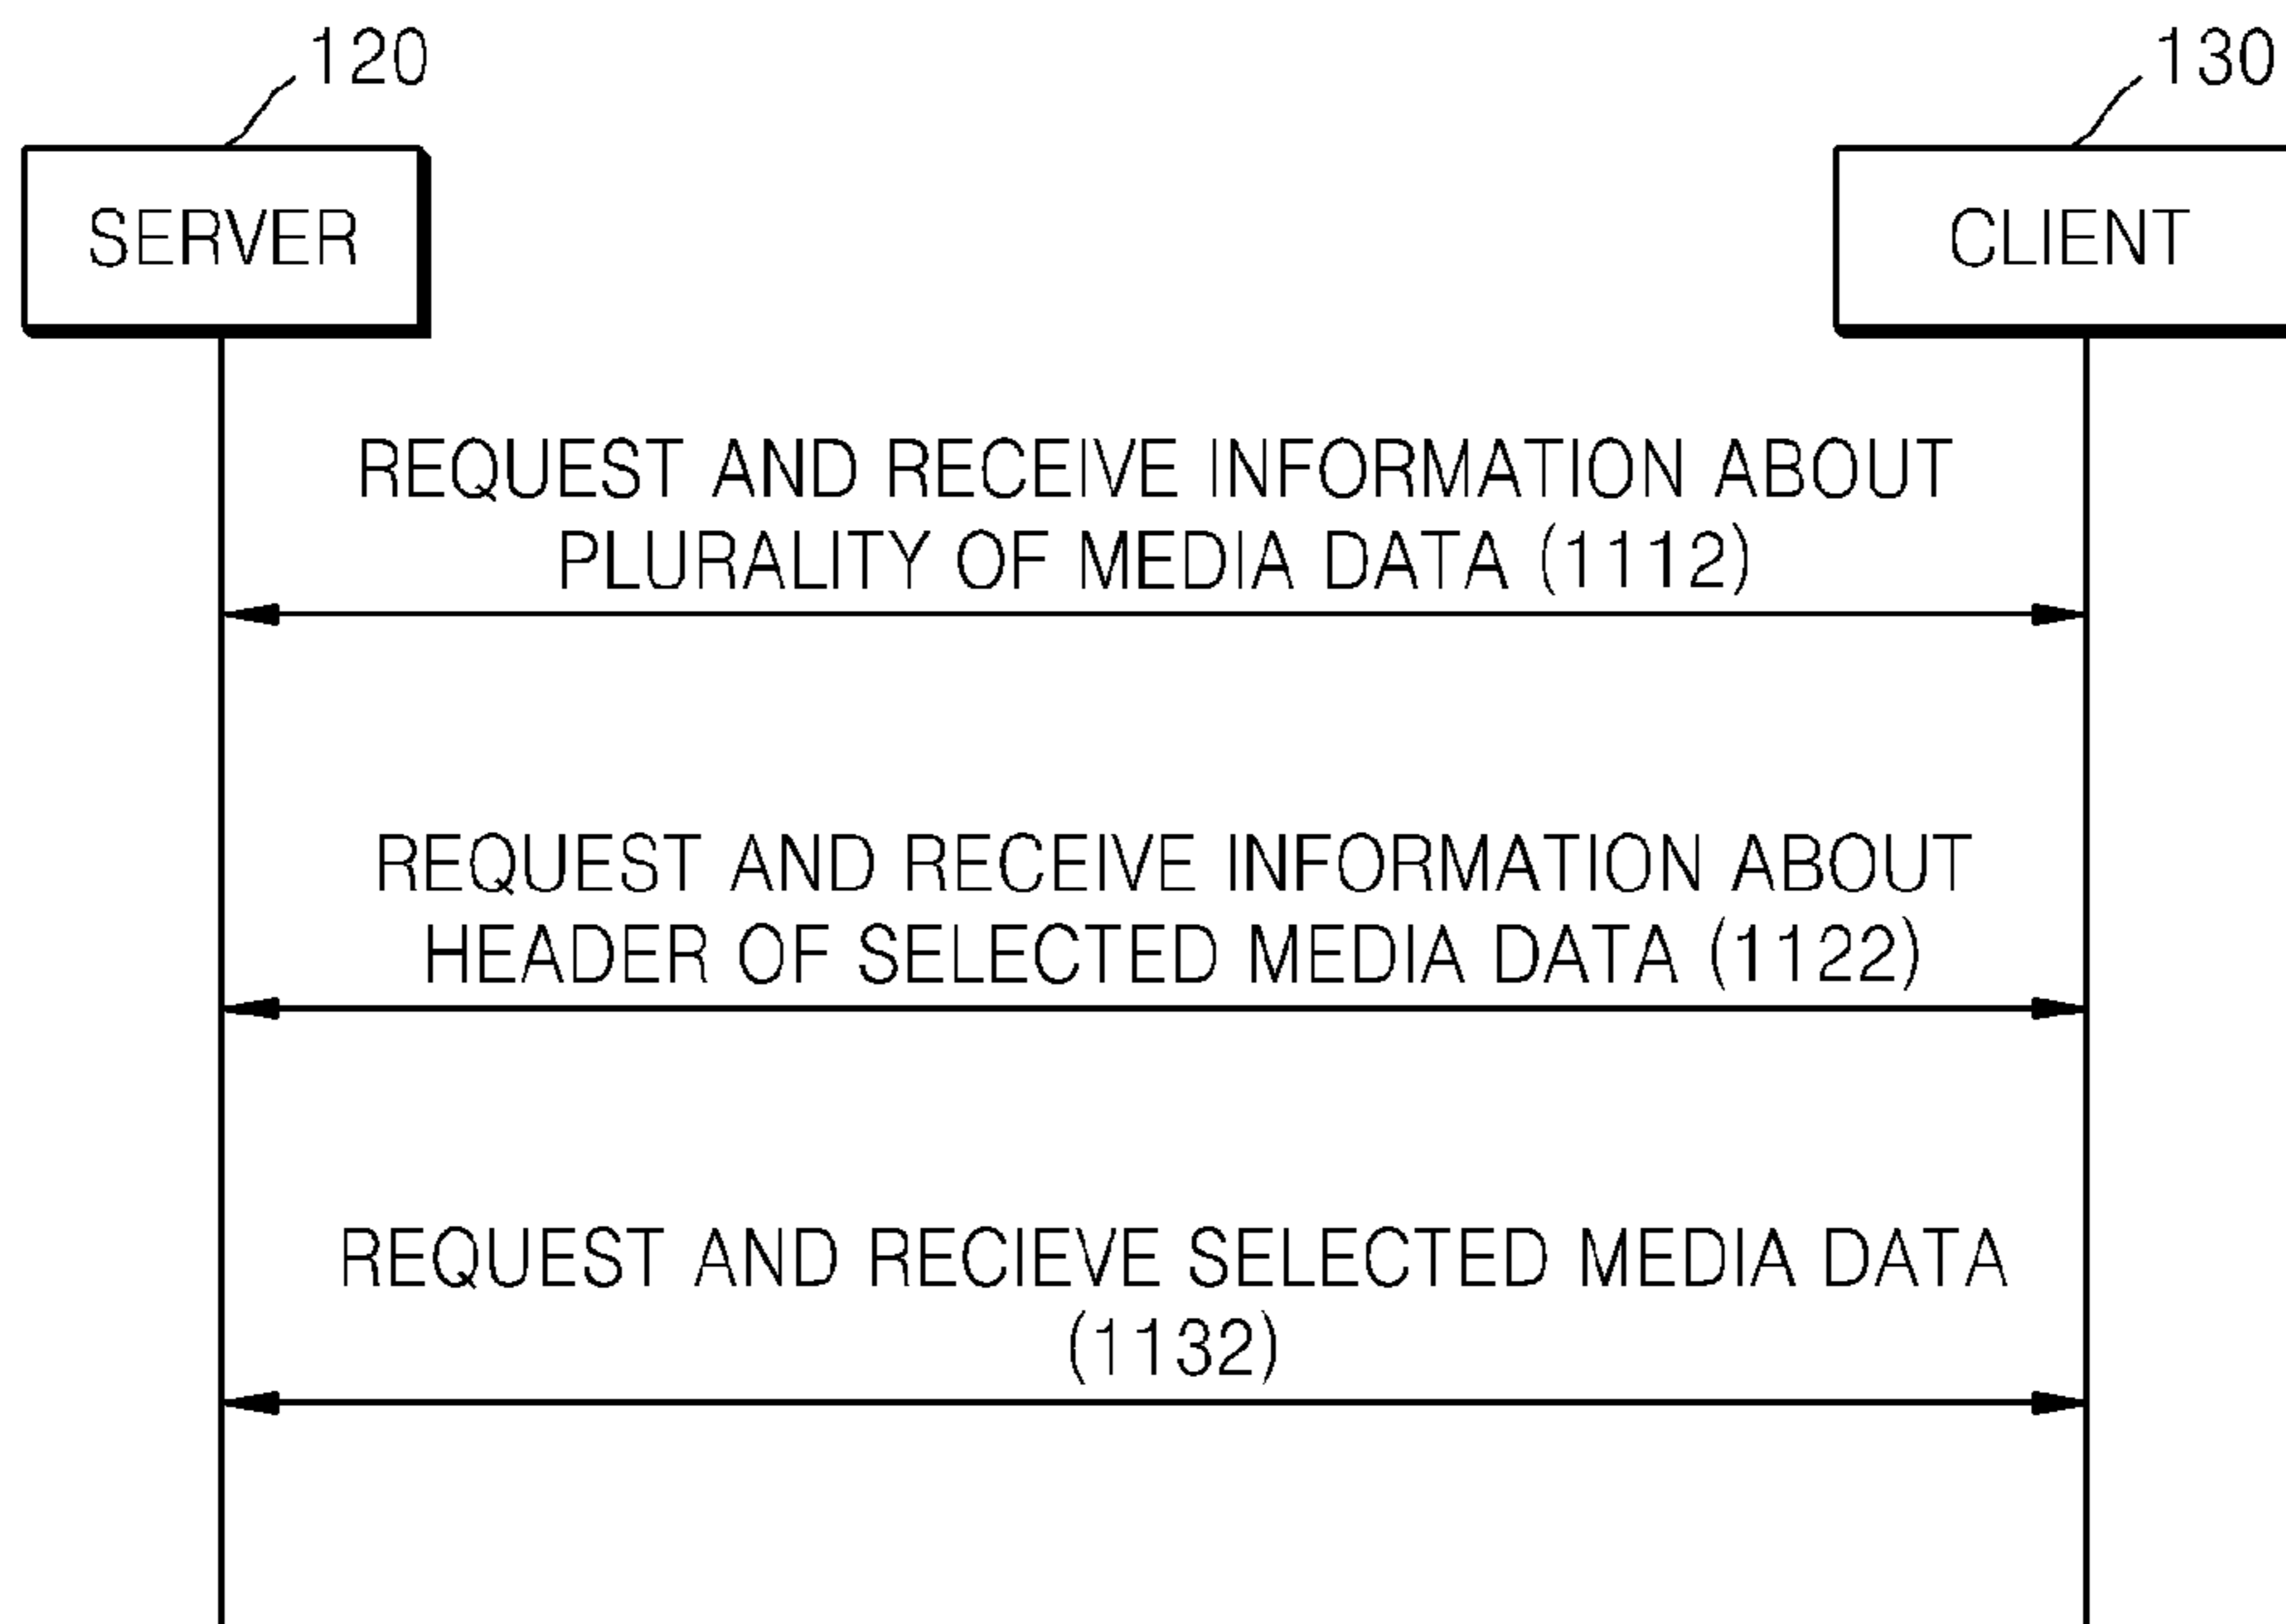 120
130
SERVER
CLIENT
REQUEST AND RECEIVE INFORMATION ABOUT
PLURALITY OF MEDIA DATA (1112)
REQUEST AND RECEIVE INFORMATION ABOUT
HEADER OF SELECTED MEDIA DATA (1122)
REQUEST AND RECIEVE SELECTED MEDIA DATA
(1132)